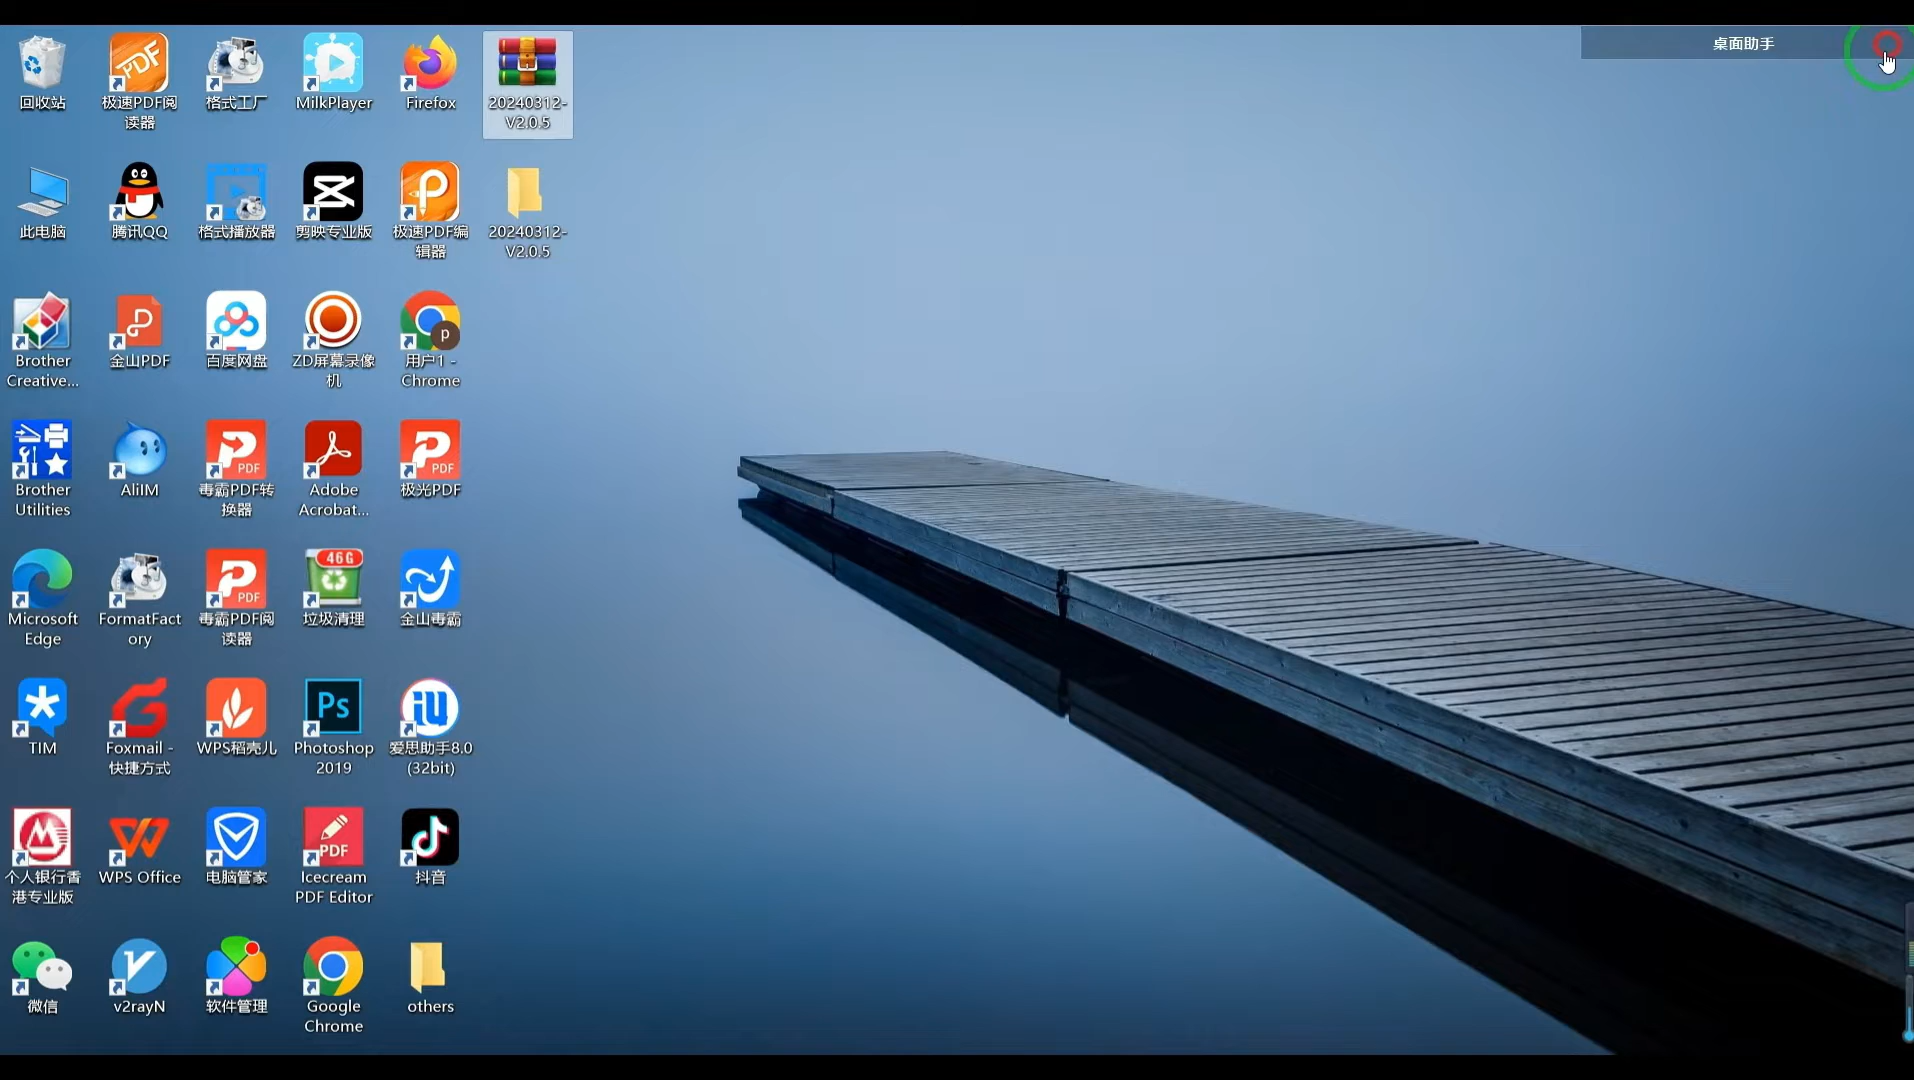 桌面助手
回收站
极速PDF阅
读器
格式工厂
MilkPlayer
Firefox
20240312-
V2.0.5
此电脑
腾讯QQ
格式播放器
剪映专业版
极速PDF编
辑器
20240312-
V2.0.5
Brother
Creative...
金山PDF
百度网盘
ZD屏幕录像
机
用户1 -
Chrome
Brother
Utilities
AliIM
毒霸PDF转
换器
Adobe
Acrobat...
极光PDF
Microsoft
Edge
FormatFact
ory
毒霸PDF阅
读器
46G
垃圾清理
金山毒霸
TIM
Foxmail -
快捷方式
WPS稻壳儿
Ps
Photoshop
2019
爱思助手8.0
(32bit)
个人银行香
港专业版
WPS Office
电脑管家
PDF
Icecream
PDF Editor
抖音
微信
v2rayN
软件管理
Google
Chrome
others